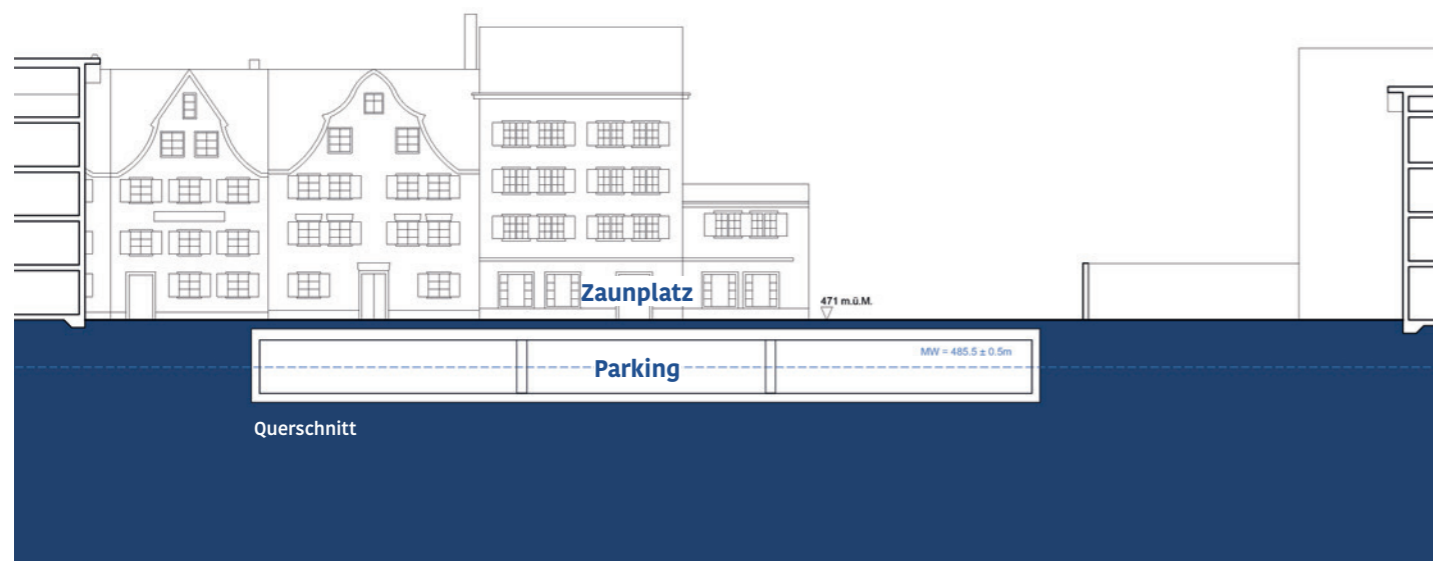 Zaunplatz
471 m.ü.M.
MW = 485.5 ± 0.5m
Parking
Querschnitt